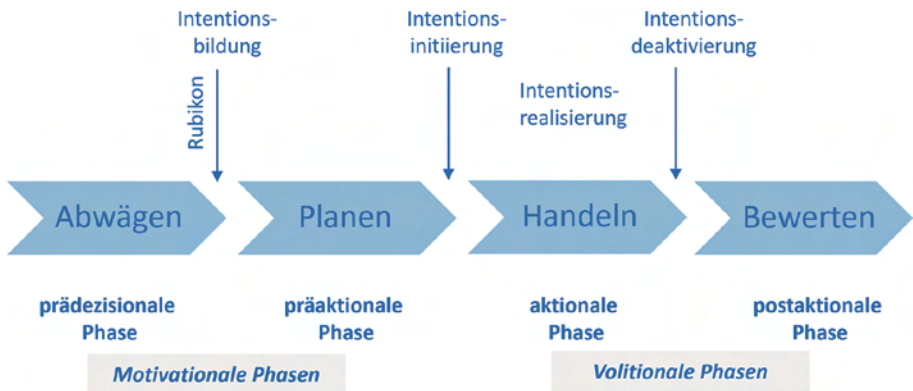 Intentions-
bildung
Intentions-
initiierung
Intentions-
deaktivierung
Rubikon
Intentions-
realisierung
Abwägen
Planen
Handeln
Bewerten
prädezisionale
Phase
präaktionale
Phase
aktionale
Phase
postaktionale
Phase
Motivationale Phasen
Volitionale Phasen